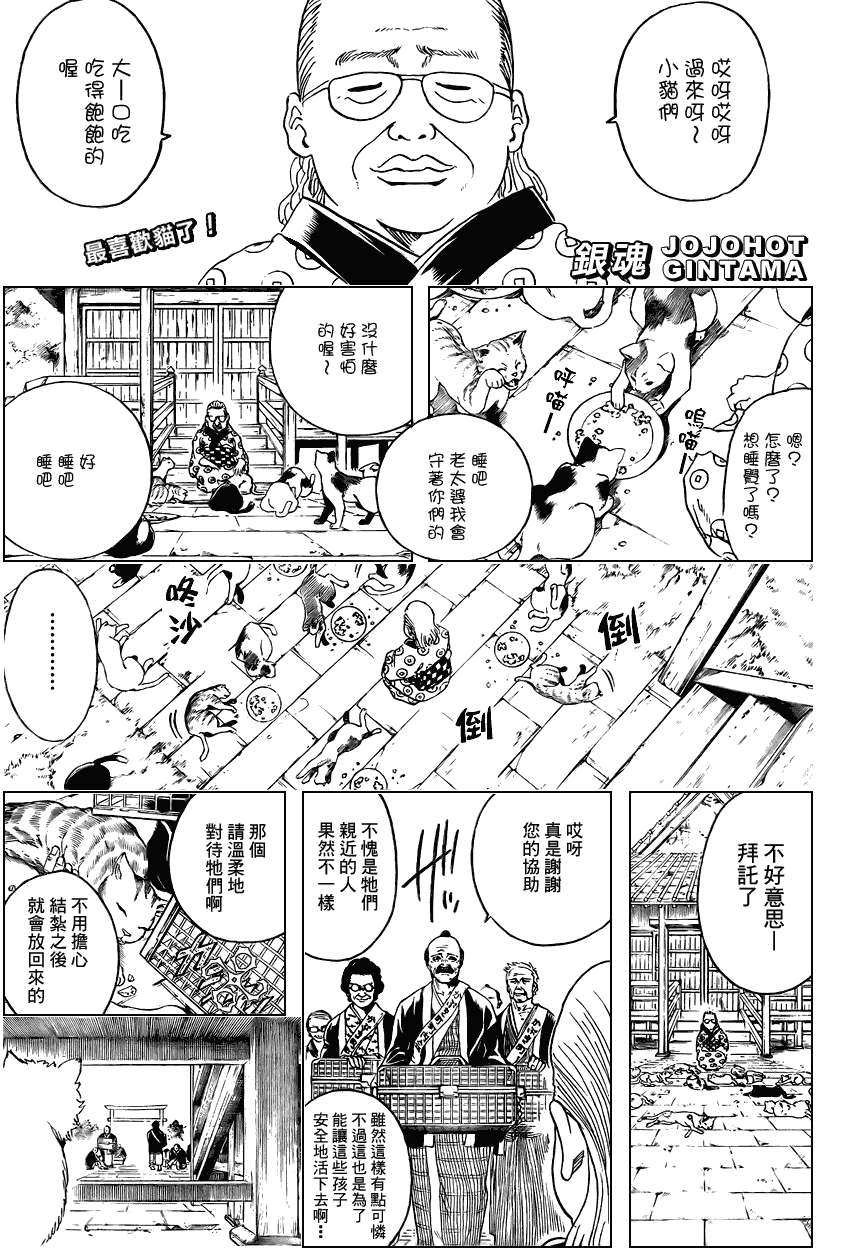 哎呀哎呀
過來呀～
小貓們
大一口吃
吃得飽飽的
喔
最喜歡貓了！
銀魂
JOJOHOT
GINTAMA
嗯？
怎麼了？
想睡覺了嗎？
嗚喵—
呼喵—
睡吧
老太婆我會
守著你們的
沒什麼
好害怕
的喔～
好
睡吧
睡吧
倒
倒
咚沙
………
不好意思—
拜託了
哎呀
真是謝謝
您的協助
不愧是牠們
親近的人
果然不一樣
雖然這樣有點可憐
不過這也是為了
能讓這些孩子
安全地活下去啊…
那個
請溫柔地
對待牠們啊
不用擔心
結紮之後
就會放回來的